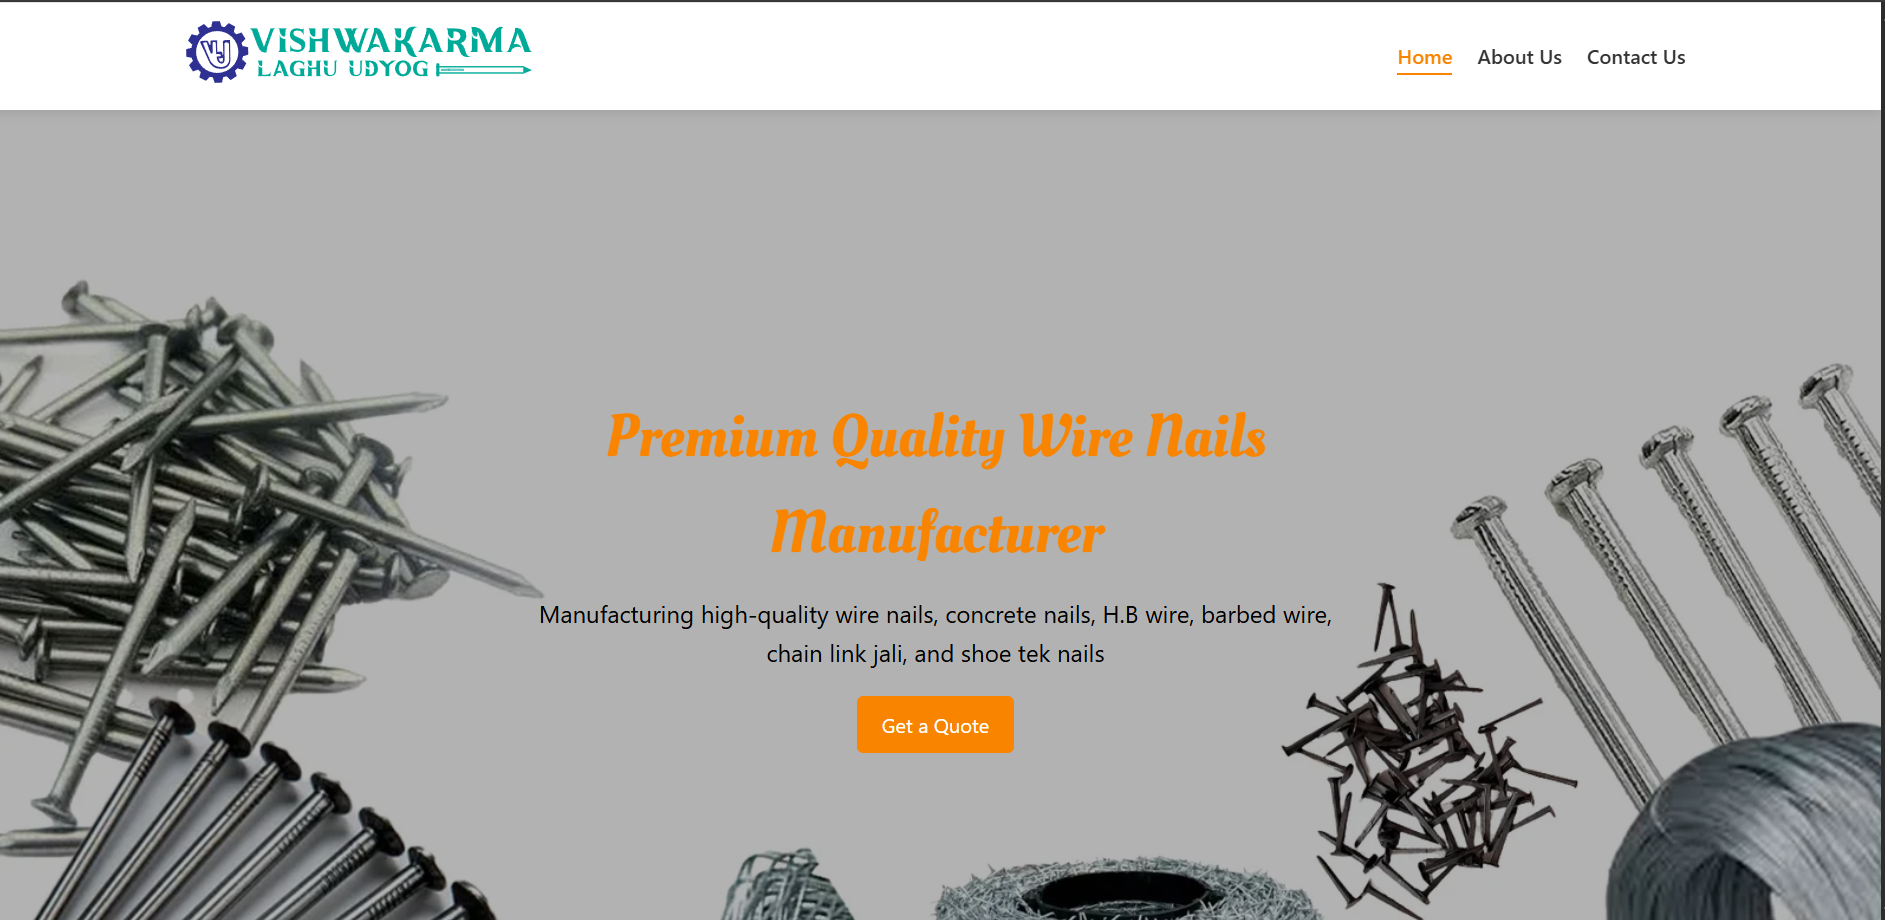 VISHWAKARMA
LAGHU UDYOG
Home About Us Contact Us
Premium Quality Wire Nails
Manufacturer
Manufacturing high-quality wire nails, concrete nails, H.B wire, barbed wire,
chain link jali, and shoe tek nails
Get a Quote